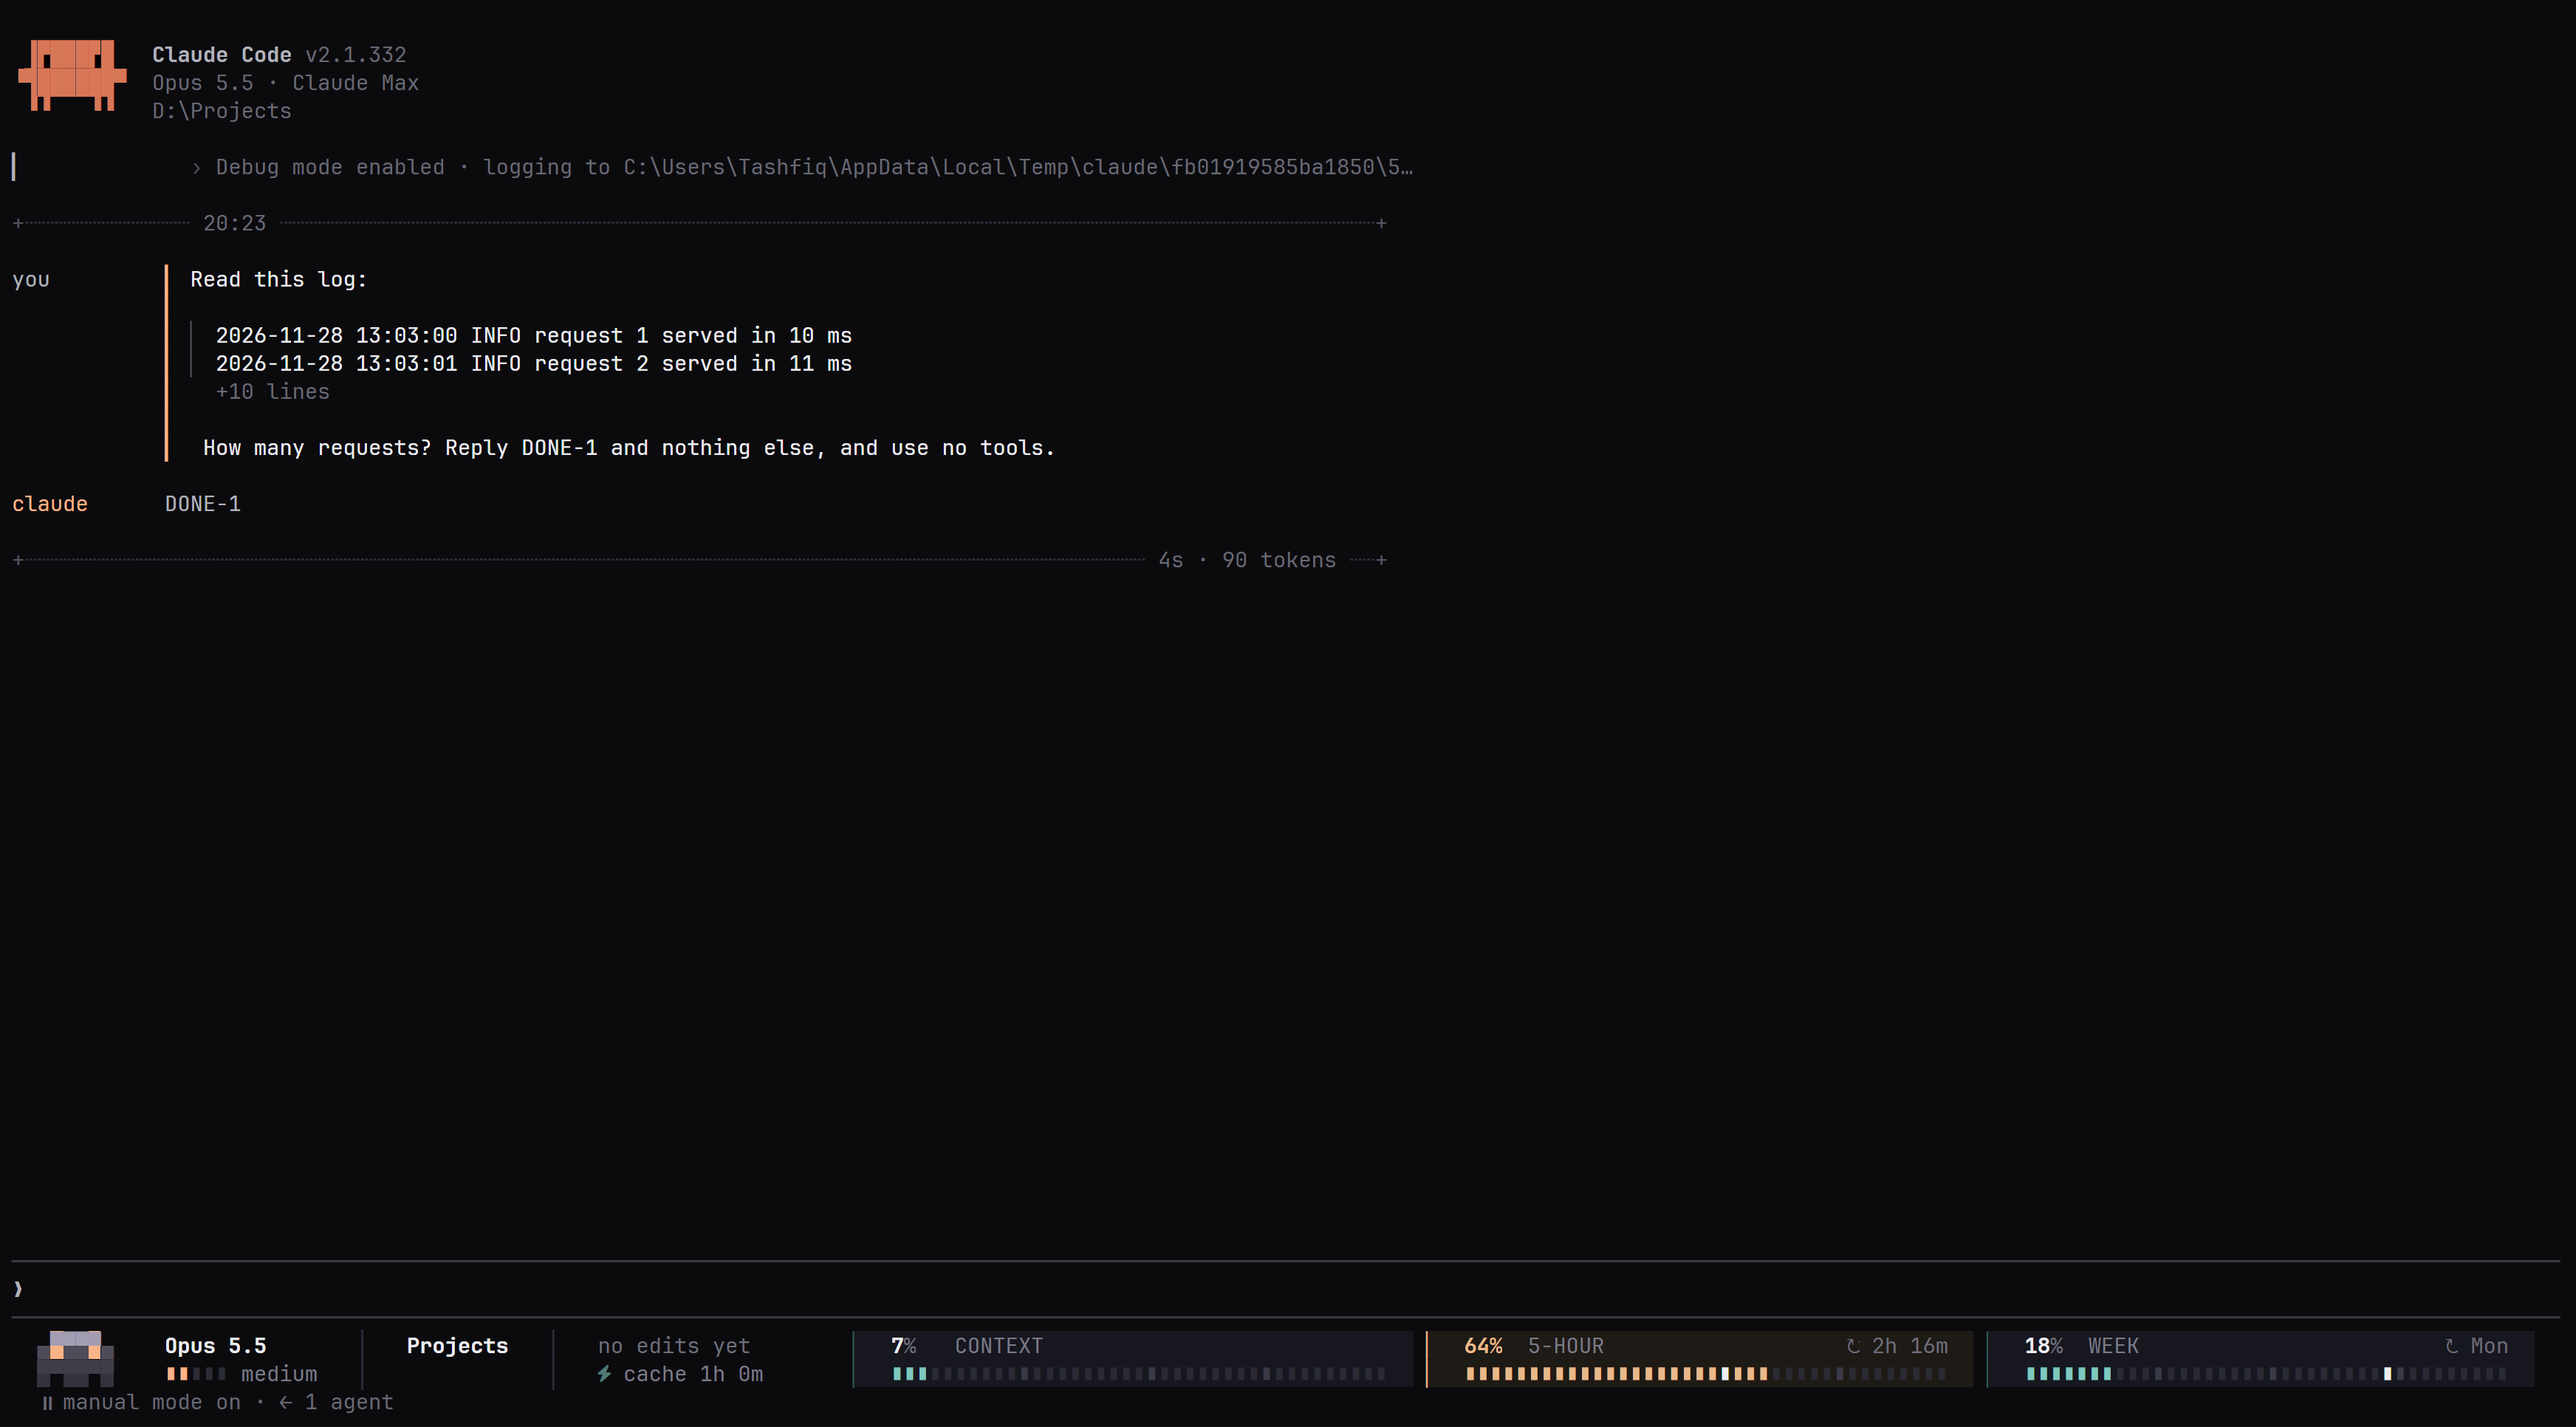 Claude Code v2.1.332
Opus 5.5 · Claude Max
D:\Projects
› Debug mode enabled · logging to C:\Users\Tashfiq\AppData\Local\Temp\claude\fb01919585ba1850\5…
20:23
you Read this log:
2026-11-28 13:03:00 INFO request 1 served in 10 ms
2026-11-28 13:03:01 INFO request 2 served in 11 ms
+10 lines
How many requests? Reply DONE-1 and nothing else, and use no tools.
claude DONE-1
4s · 90 tokens
❯
Opus 5.5 Projects no edits yet 7% CONTEXT 64% 5-HOUR ↻ 2h 16m 18% WEEK ↻ Mon
medium ⚡ cache 1h 0m
⏸ manual mode on · ← 1 agent